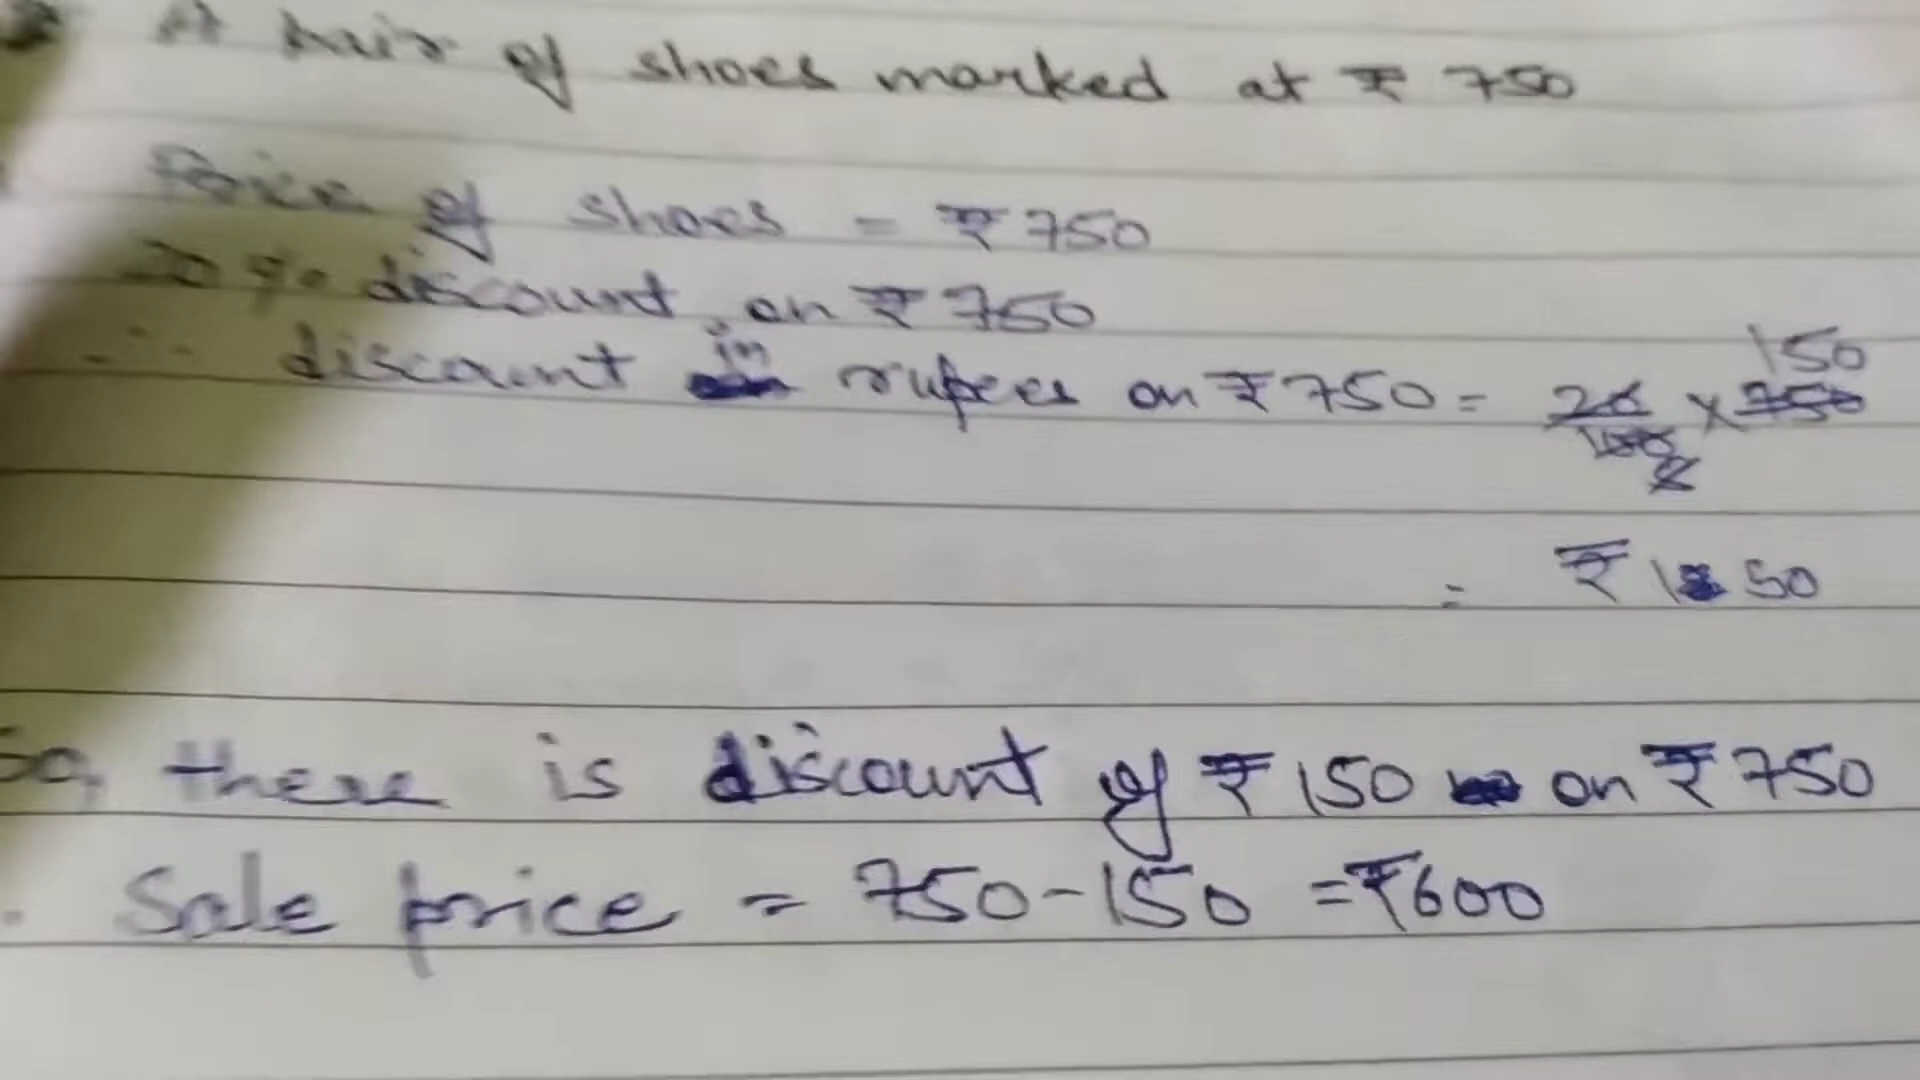 A pair of shoes marked at ₹ 750
Price of shoes = ₹ 750
20 % discount on ₹ 750
∴ discount in rupees on ₹ 750 = 20/100 × 750 150
= ₹ 150
So, there is discount of ₹ 150 on ₹ 750
Sale price = 750 - 150 = ₹ 600